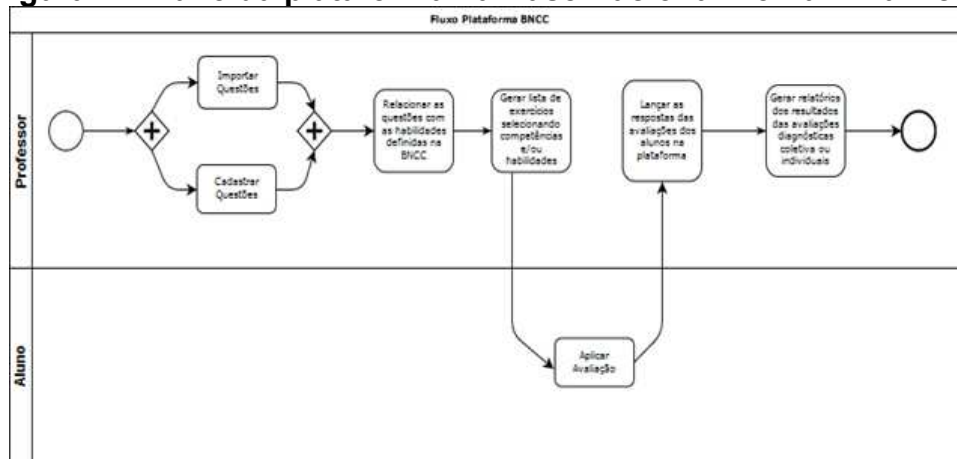 Fluxo Plataforma BNCC
Professor
Importar
Questões
Cadastrar
Questões
Relacionar as
questões com
as habilidades
definidas na
BNCC
Gerar lista de
exercícios
selecionando
competências
e/ou
habilidades
Lançar as
respostas das
avaliações dos
alunos na
plataforma
Gerar relatórios
dos resultados
das avaliações
diagnósticas
coletiva ou
individuais
Aluno
Aplicar
Avaliação